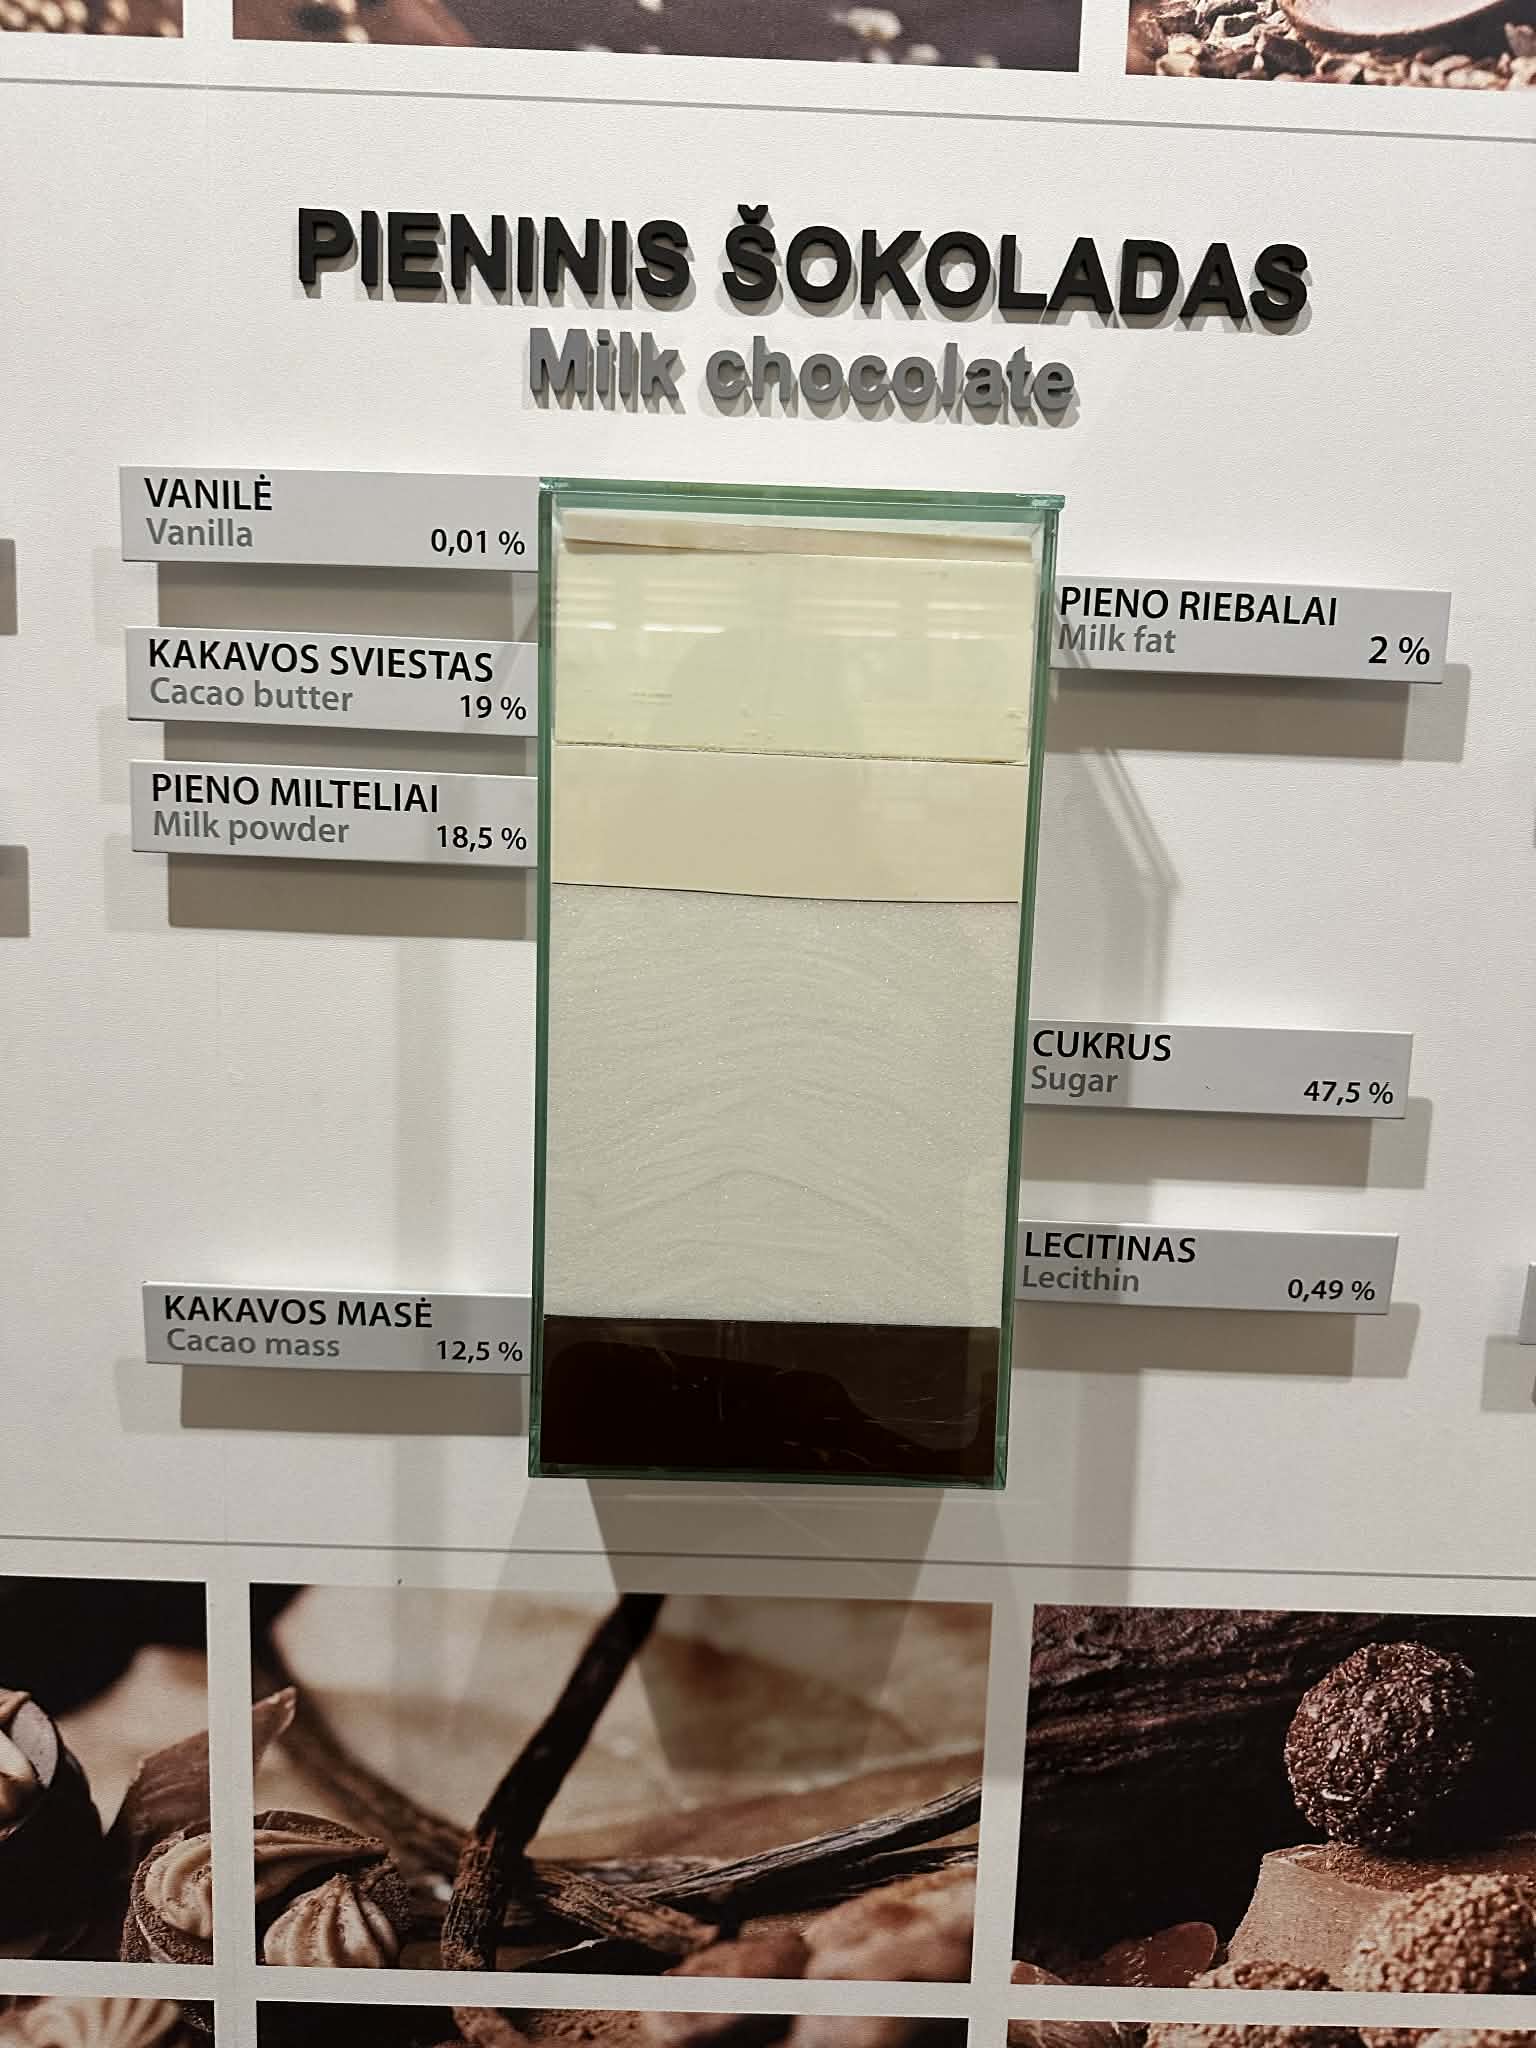 PIENINIS ŠOKOLADAS
Milk chocolate
VANILĖ
Vanilla 0,01 %
KAKAVOS SVIESTAS
Cacao butter 19 %
PIENO MILTELIAI
Milk powder 18,5 %
KAKAVOS MASĖ
Cacao mass 12,5 %
PIENO RIEBALAI
Milk fat 2 %
CUKRUS
Sugar 47,5 %
LECITINAS
Lecithin 0,49 %